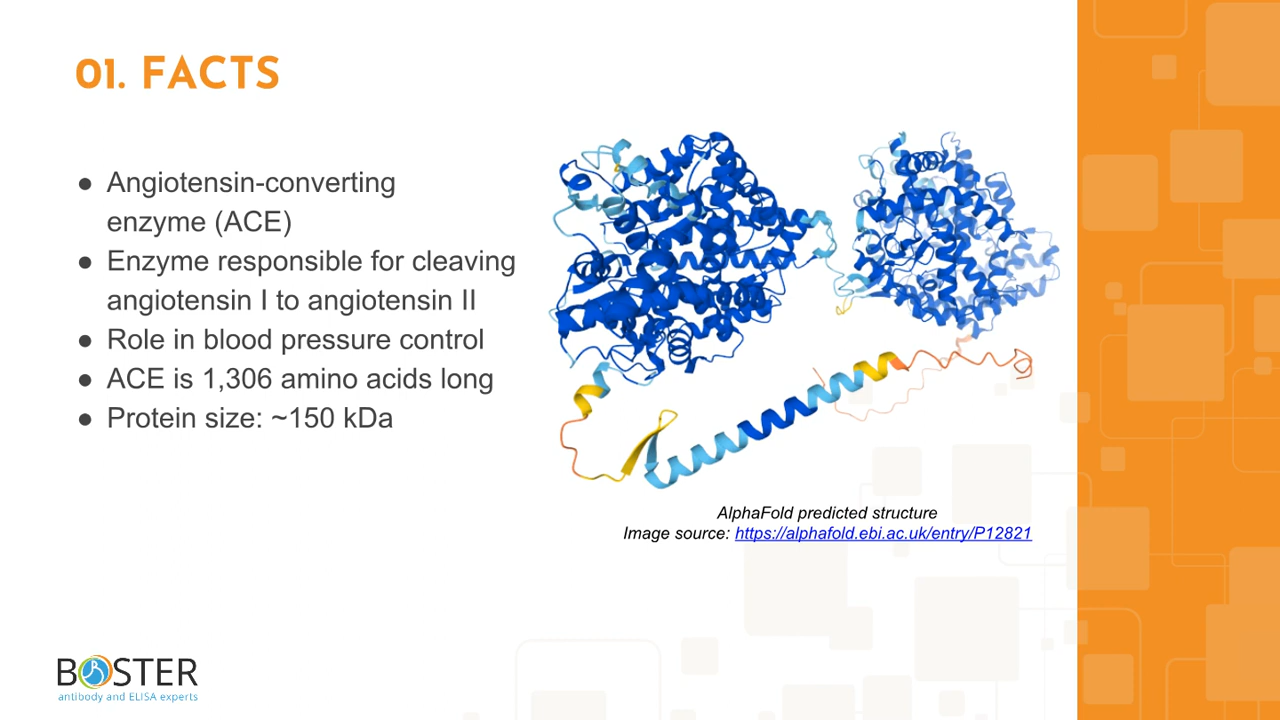 01. FACTS
● Angiotensin-converting
enzyme (ACE)
● Enzyme responsible for cleaving
angiotensin I to angiotensin II
● Role in blood pressure control
● ACE is 1,306 amino acids long
● Protein size: ~150 kDa
AlphaFold predicted structure
Image source: https://alphafold.ebi.ac.uk/entry/P12821
BOSTER
antibody and ELISA experts